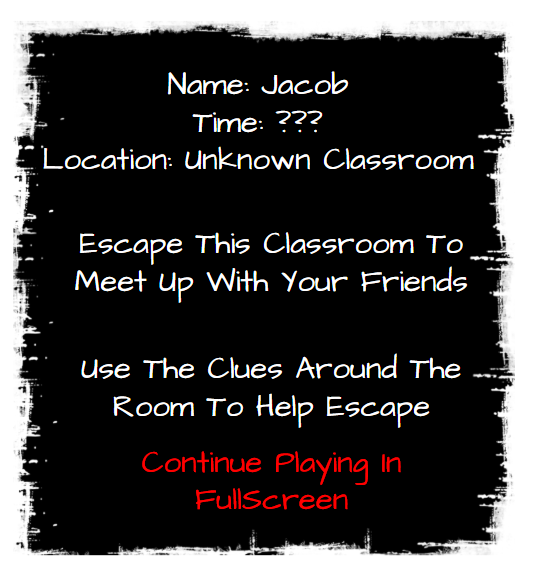 Name: Jacob
Time: ???
Location: Unknown Classroom
Escape This Classroom To
Meet Up With Your Friends
Use The Clues Around The
Room To Help Escape
Continue Playing In
FullScreen